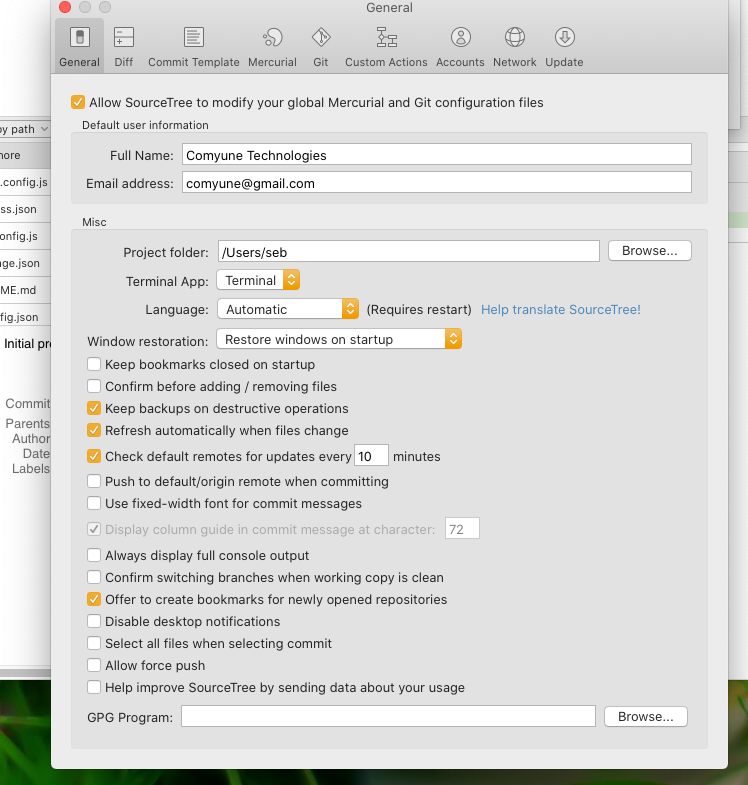 General
General Diff Commit Template Mercurial Git Custom Actions Accounts Network Update
Allow SourceTree to modify your global Mercurial and Git configuration files
Default user information
Full Name: Comyune Technologies
Email address: comyune@gmail.com
Misc
Project folder: /Users/seb Browse...
Terminal App: Terminal
Language: Automatic (Requires restart) Help translate SourceTree!
Window restoration: Restore windows on startup
Keep bookmarks closed on startup
Confirm before adding / removing files
Keep backups on destructive operations
Refresh automatically when files change
Check default remotes for updates every 10 minutes
Push to default/origin remote when committing
Use fixed-width font for commit messages
Display column guide in commit message at character: 72
Always display full console output
Confirm switching branches when working copy is clean
Offer to create bookmarks for newly opened repositories
Disable desktop notifications
Select all files when selecting commit
Allow force push
Help improve SourceTree by sending data about your usage
GPG Program: Browse...
by path
.config.js
ss.json
onfig.js
ge.json
ME.md
fig.json
Initial pr
Commit
Parents
Author
Date
Labels